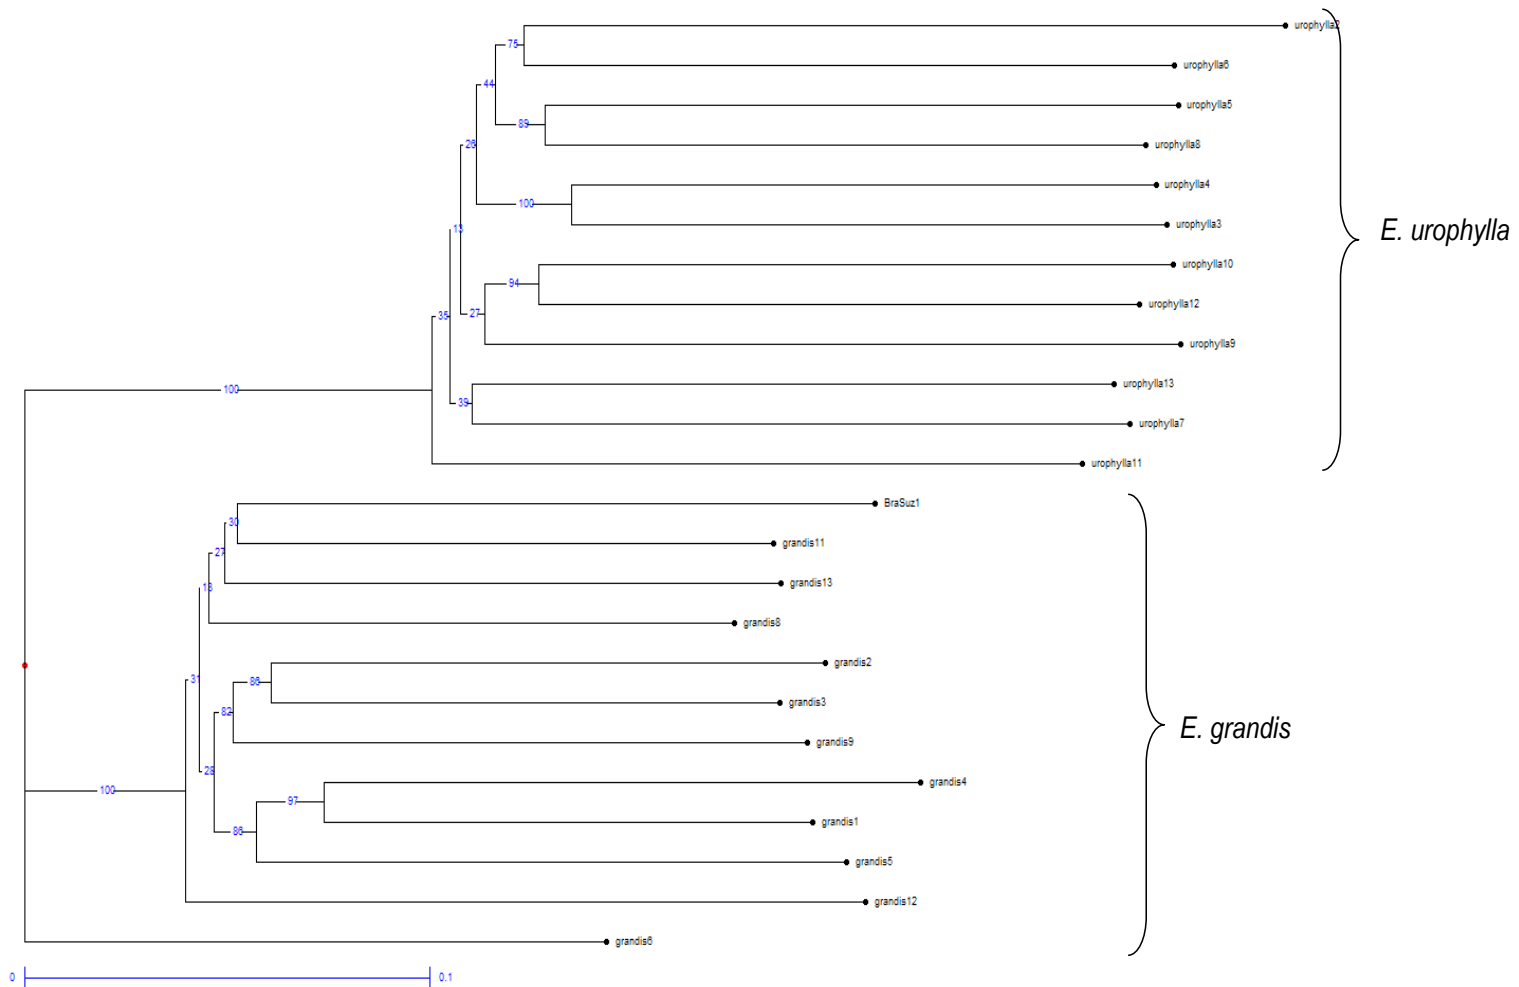 urophylla2
75
urophylla6
44
urophylla5
89
urophylla8
26
urophylla4
100
urophylla3
E. urophylla
13
urophylla10
94
urophylla12
27
35
urophylla9
urophylla13
39
100
urophylla7
urophylla11
BraSuz1
30
grandis11
27
grandis13
18
grandis8
grandis2
31
86
grandis3
82
E. grandis
grandis9
28
grandis4
100
97
grandis1
86
grandis5
grandis12
grandis6
0
0.1